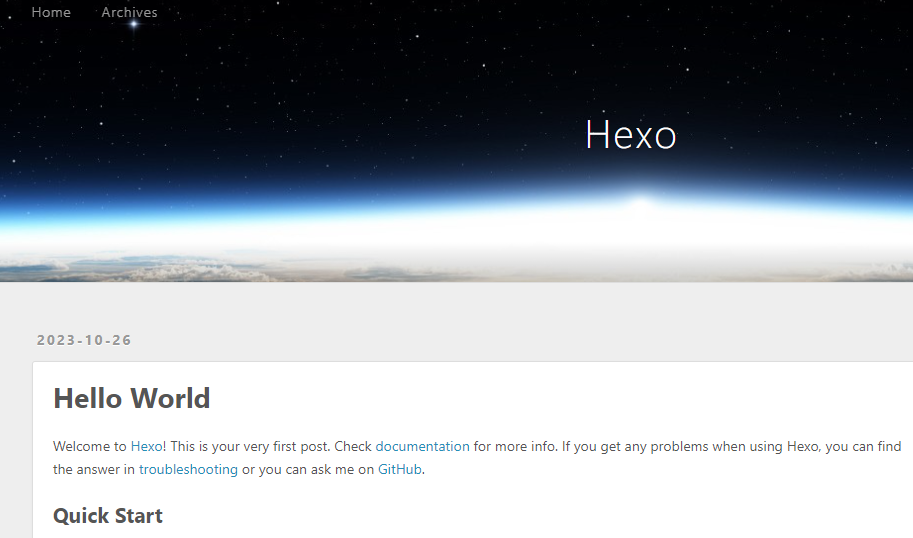 Home Archives
Hexo
2023-10-26
Hello World
Welcome to Hexo! This is your very first post. Check documentation for more info. If you get any problems when using Hexo, you can find
the answer in troubleshooting or you can ask me on GitHub.
Quick Start